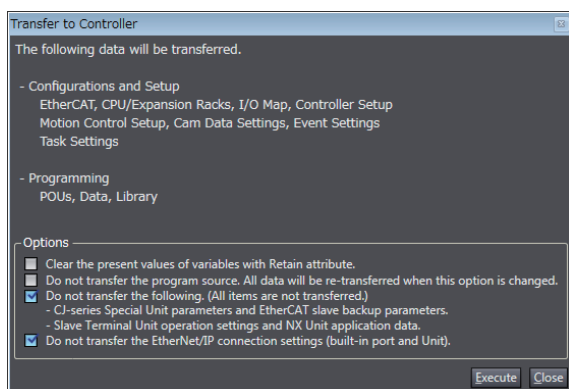 Transfer to Controller
The following data will be transferred.
- Configurations and Setup
EtherCAT, CPU/Expansion Racks, I/O Map, Controller Setup
Motion Control Setup, Cam Data Settings, Event Settings
Task Settings
- Programming
POUs, Data, Library
Options
Clear the present values of variables with Retain attribute.
Do not transfer the program source. All data will be re-transferred when this option is changed.
Do not transfer the following. (All items are not transferred.)
- CJ-series Special Unit parameters and EtherCAT slave backup parameters.
- Slave Terminal Unit operation settings and NX Unit application data.
Do not transfer the EtherNet/IP connection settings (built-in port and Unit).
Execute Close